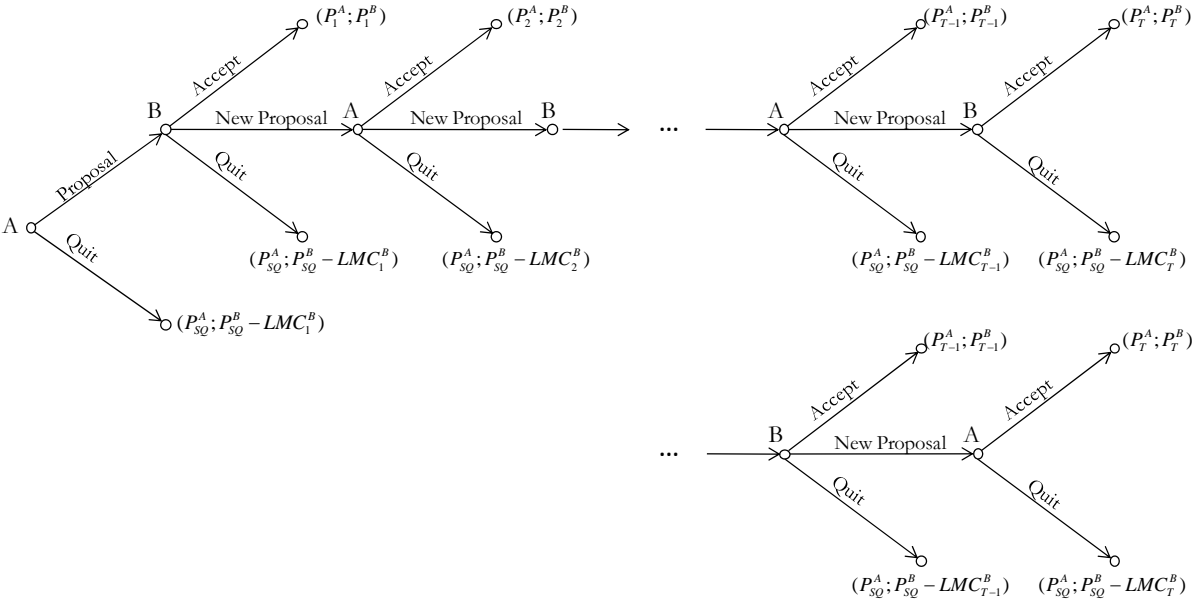 (P_1^A; P_1^B)
(P_2^A; P_2^B)
(P_{T-1}^A; P_{T-1}^B)
(P_T^A; P_T^B)
Accept
Accept
Accept
Accept
B
New Proposal
A
New Proposal
B
...
A
New Proposal
B
Proposal
Quit
Quit
Quit
Quit
A
Quit
(P_{SQ}^A; P_{SQ}^B - LMC_1^B)
(P_{SQ}^A; P_{SQ}^B - LMC_2^B)
(P_{SQ}^A; P_{SQ}^B - LMC_{T-1}^B)
(P_{SQ}^A; P_{SQ}^B - LMC_T^B)
(P_{SQ}^A; P_{SQ}^B - LMC_1^B)
(P_{T-1}^A; P_{T-1}^B)
(P_T^A; P_T^B)
Accept
Accept
...
B
New Proposal
A
Quit
Quit
(P_{SQ}^A; P_{SQ}^B - LMC_{T-1}^B)
(P_{SQ}^A; P_{SQ}^B - LMC_T^B)